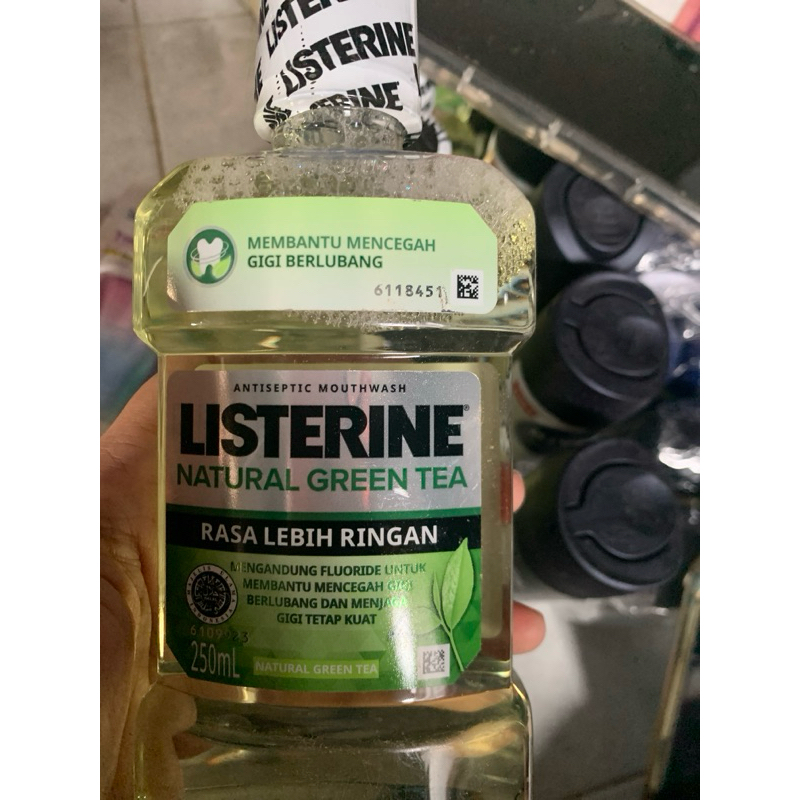 LISTERINE
LISTERINE
MEMBANTU MENCEGAH
GIGI BERLUBANG
6118451
ANTISEPTIC MOUTHWASH
LISTERINE®
NATURAL GREEN TEA
RASA LEBIH RINGAN
MENGANDUNG FLUORIDE UNTUK
MEMBANTU MENCEGAH GIGI
BERLUBANG DAN MENJAGA
GIGI TETAP KUAT
250mL
NATURAL GREEN TEA